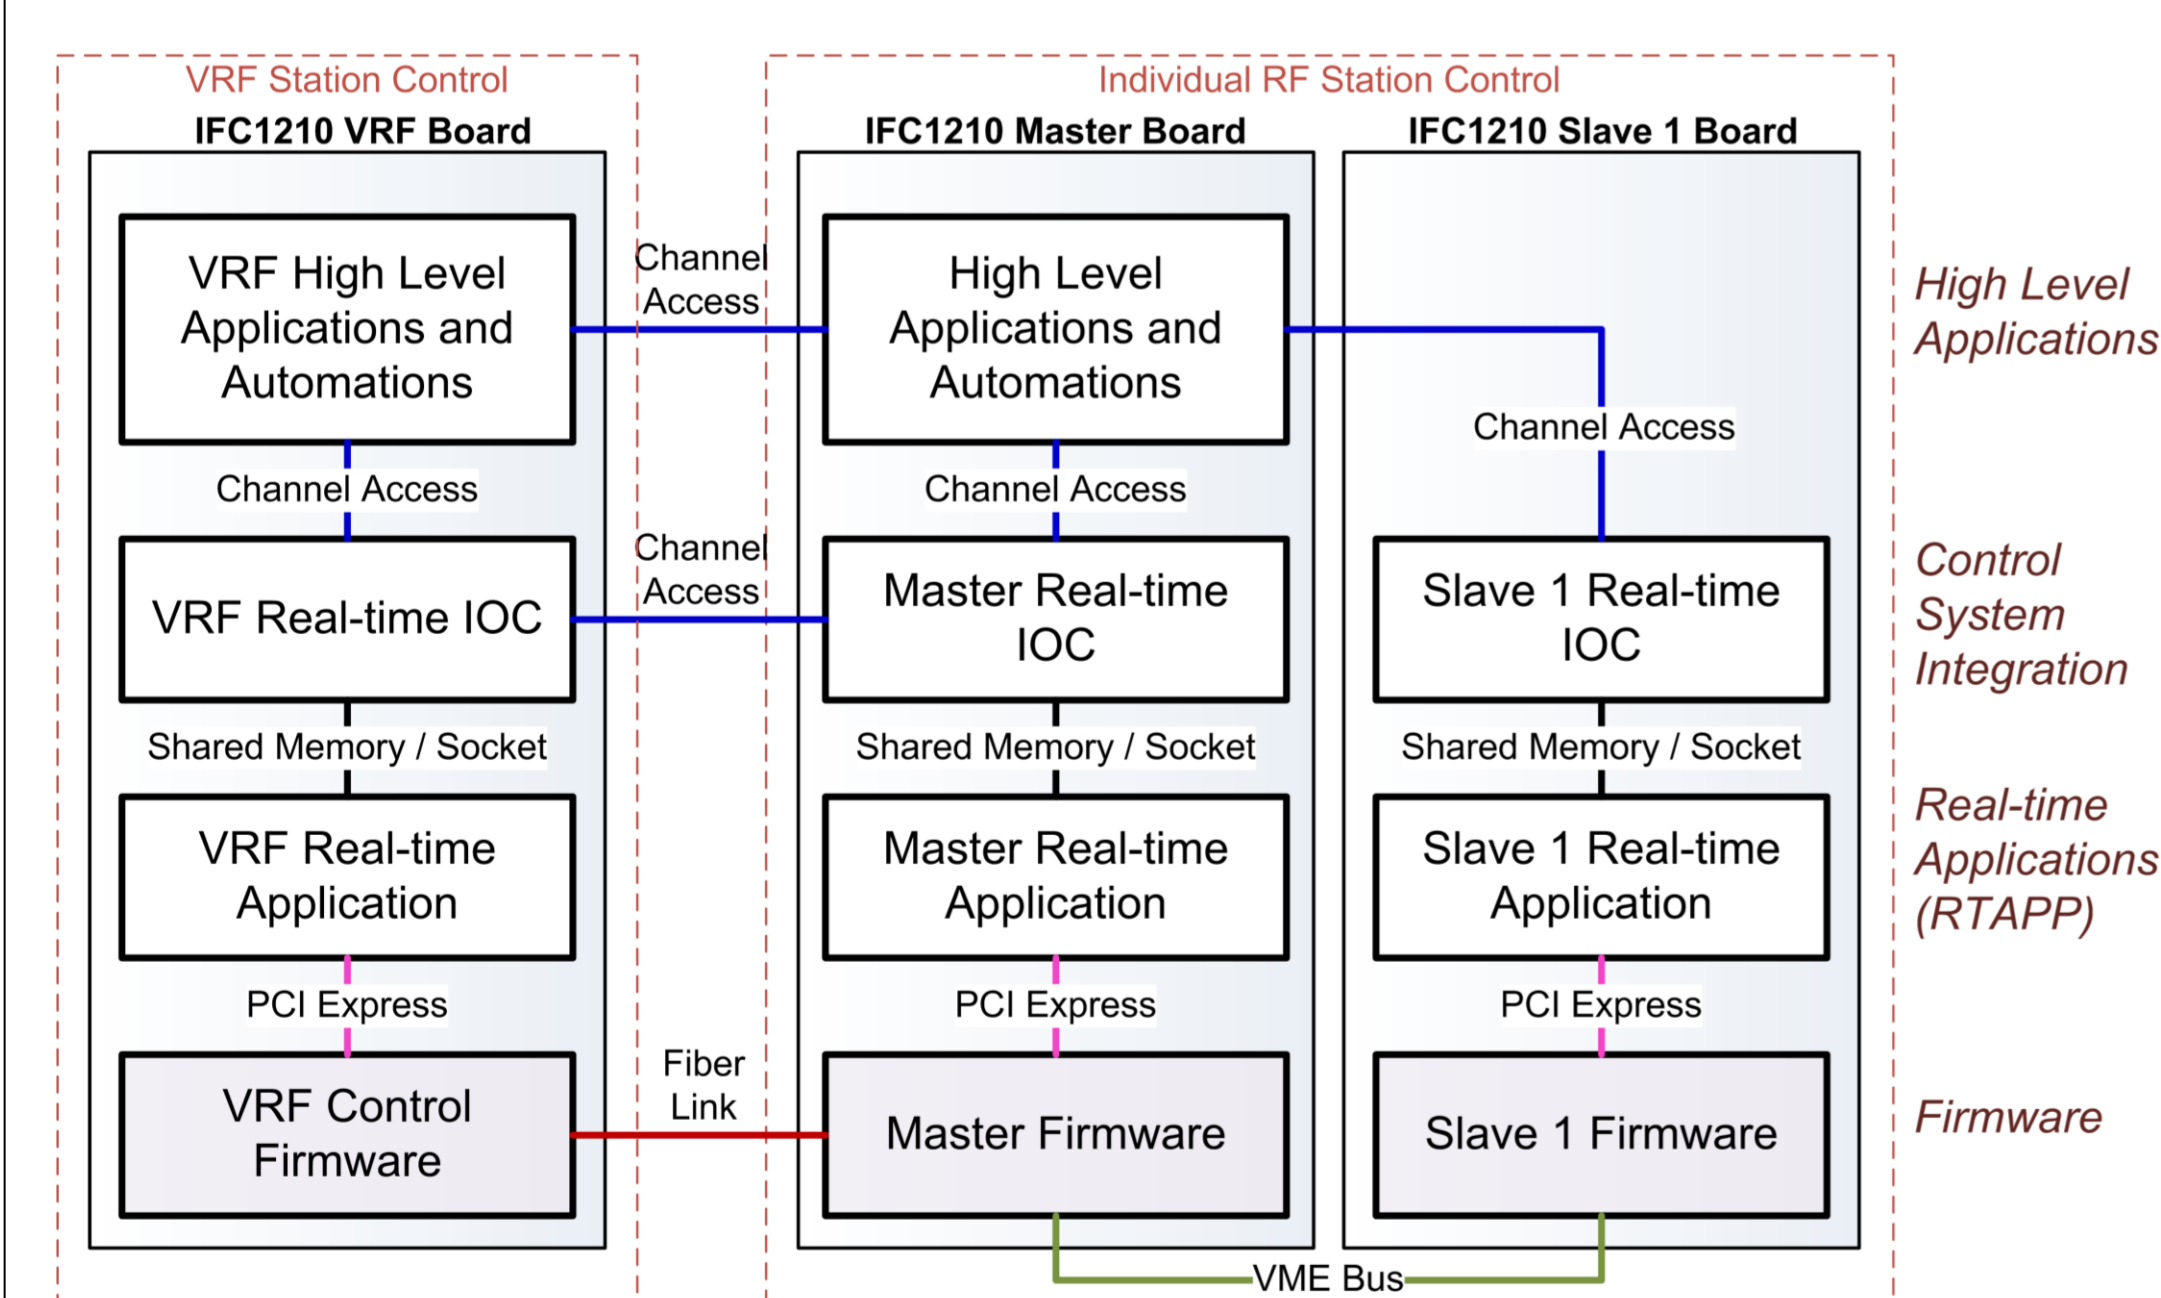 VRF Station Control
Individual RF Station Control
IFC1210 VRF Board
IFC1210 Master Board
IFC1210 Slave 1 Board
VRF High Level
Applications and
Automations
Channel
Access
High Level
Applications and
Automations
High Level
Applications
Channel Access
Channel Access
Channel Access
VRF Real-time IOC
Channel
Access
Master Real-time
IOC
Slave 1 Real-time
IOC
Control
System
Integration
Shared Memory / Socket
Shared Memory / Socket
Shared Memory / Socket
VRF Real-time
Application
Master Real-time
Application
Slave 1 Real-time
Application
Real-time
Applications
(RTAPP)
PCI Express
PCI Express
PCI Express
VRF Control
Firmware
Fiber
Link
Master Firmware
Slave 1 Firmware
Firmware
VME Bus